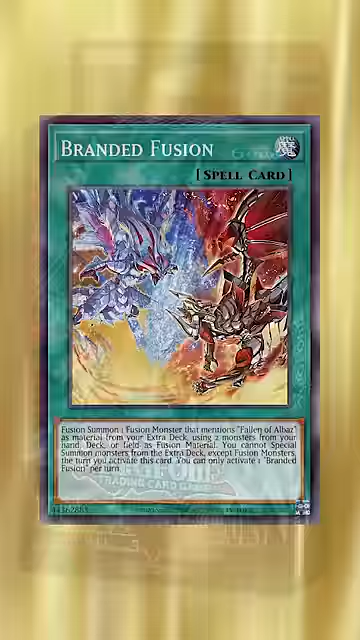 BRANDED FUSION
[ SPELL CARD ]
Fusion Summon 1 Fusion Monster that mentions "Fallen of Albaz"
as material from your Extra Deck, using 2 monsters from your
hand, Deck, or field as Fusion Material. You cannot Special
Summon monsters from the Extra Deck, except Fusion Monsters,
the turn you activate this card. You can only activate 1 "Branded
Fusion" per turn.
TRADING CARD GAME